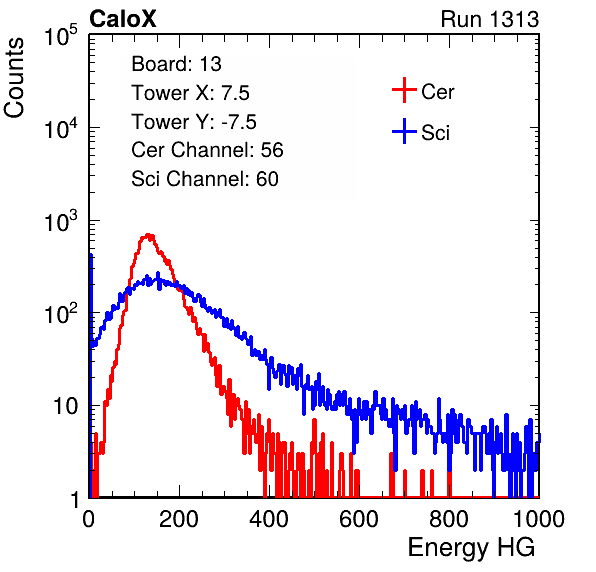 CaloX
Run 1313
Counts
10^5
10^4
10^3
10^2
10
1
Board: 13
Tower X: 7.5
Tower Y: -7.5
Cer Channel: 56
Sci Channel: 60
Cer
Sci
0 200 400 600 800 1000
Energy HG